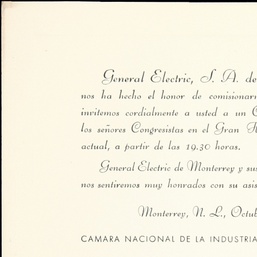 General Electric, S. A. de
nos ha hecho el honor de comisionar
invitemos cordialmente a usted a un C
los señores Congresistas en el Gran H
actual, a partir de las 19.30 horas.
General Electric de Monterrey y sus
nos sentiremos muy honrados con su asis
Monterrey, N. L., Octub
CAMARA NACIONAL DE LA INDUSTRIA